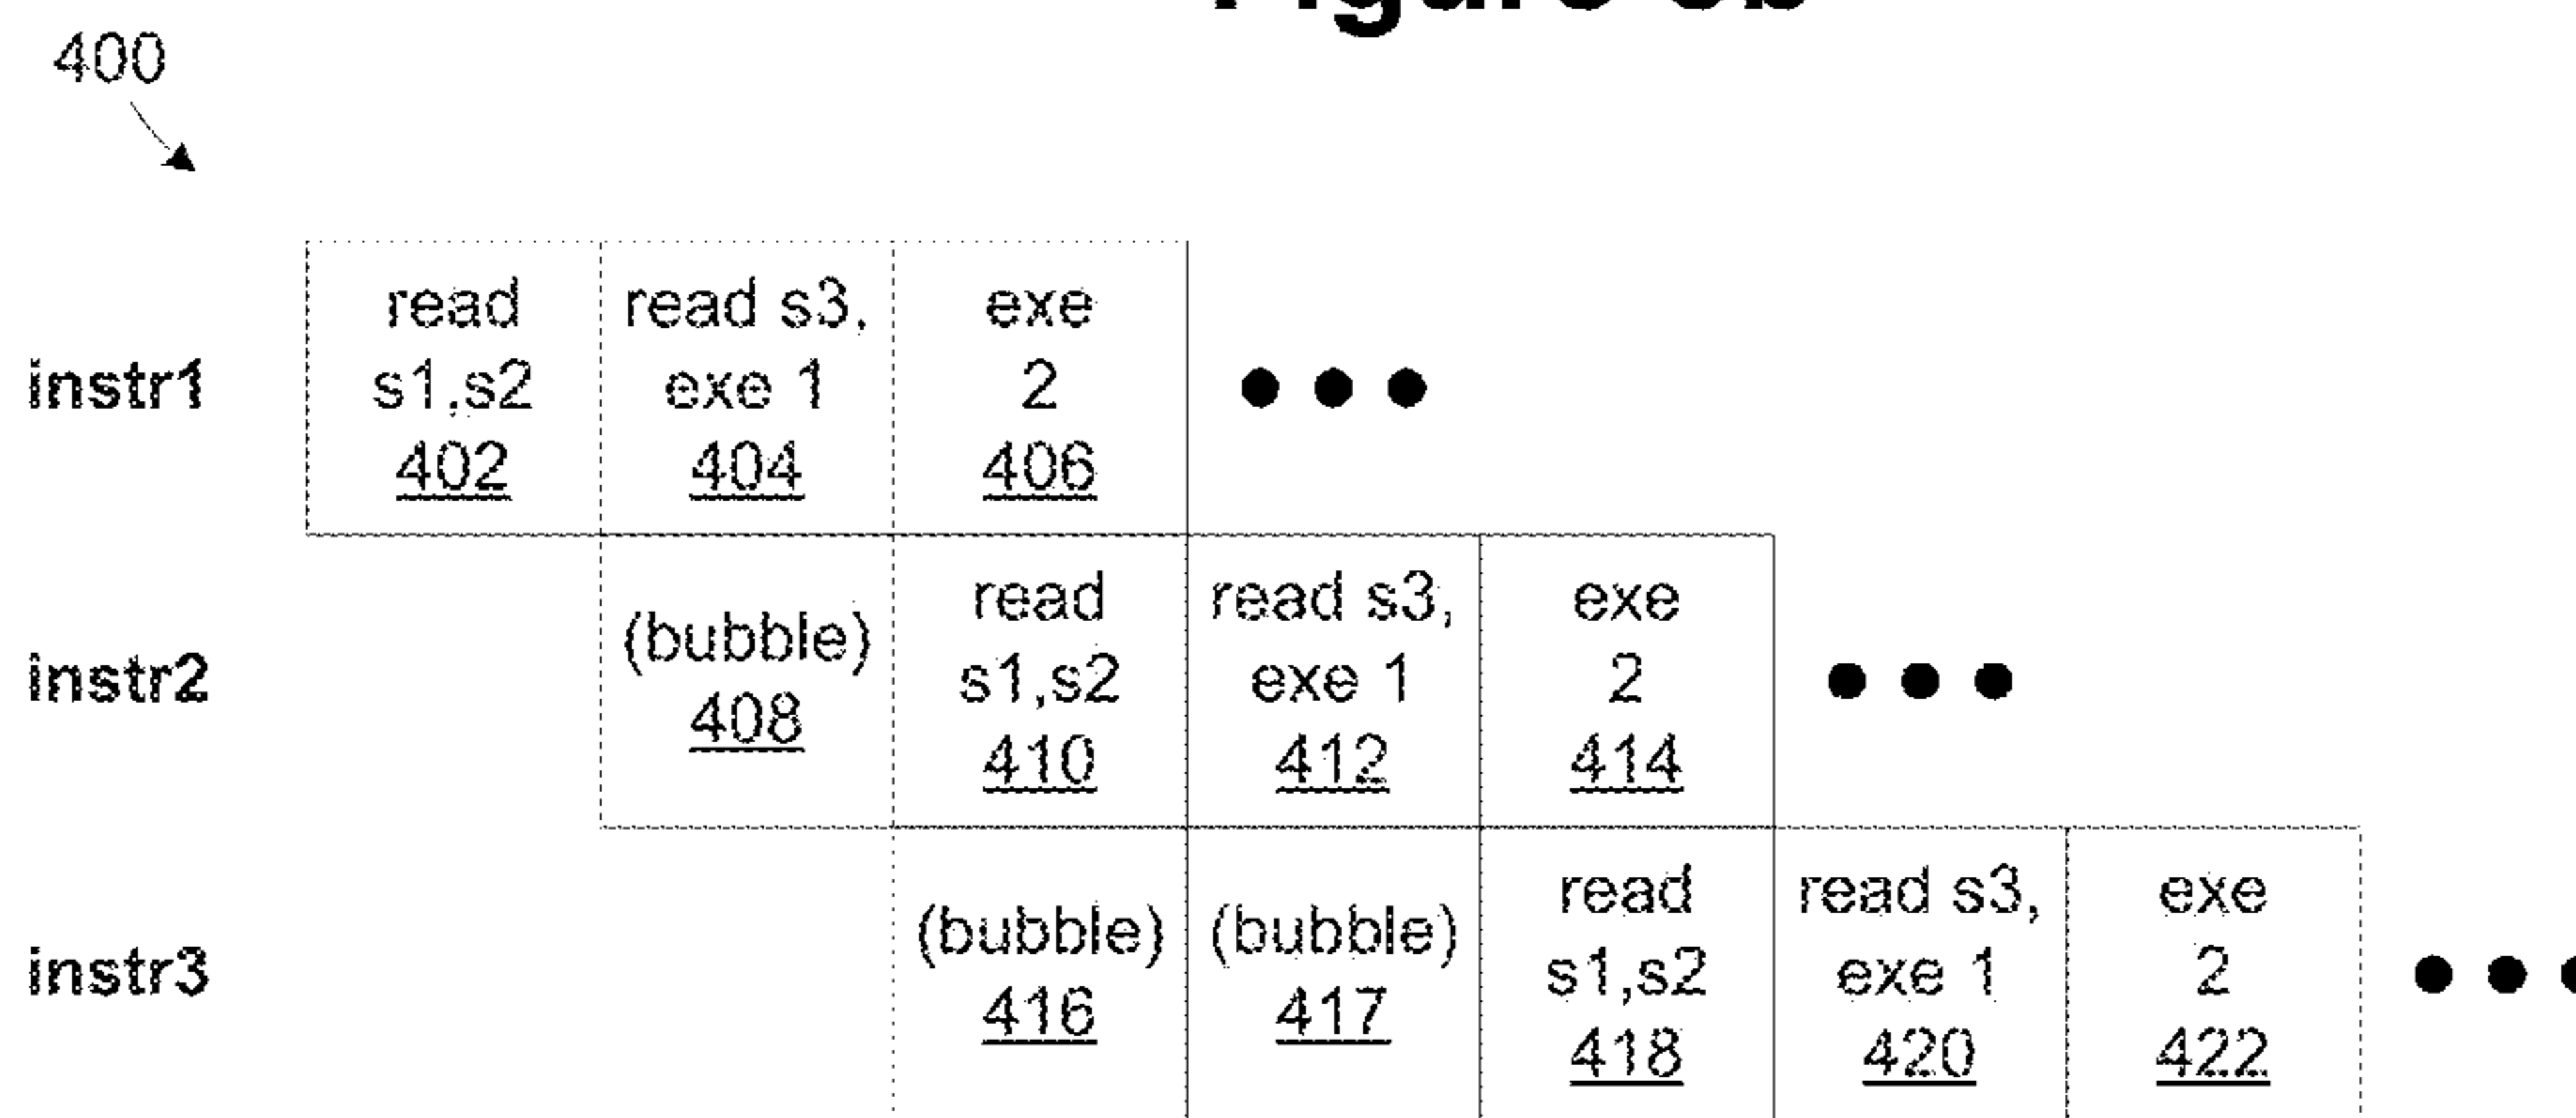 400
instr1
read
s1,s2
402
read s3,
exe 1
404
exe
2
406
instr2
(bubble)
408
read
s1,s2
410
read s3,
exe 1
412
exe
2
414
instr3
(bubble)
416
(bubble)
417
read
s1,s2
418
read s3,
exe 1
420
exe
2
422